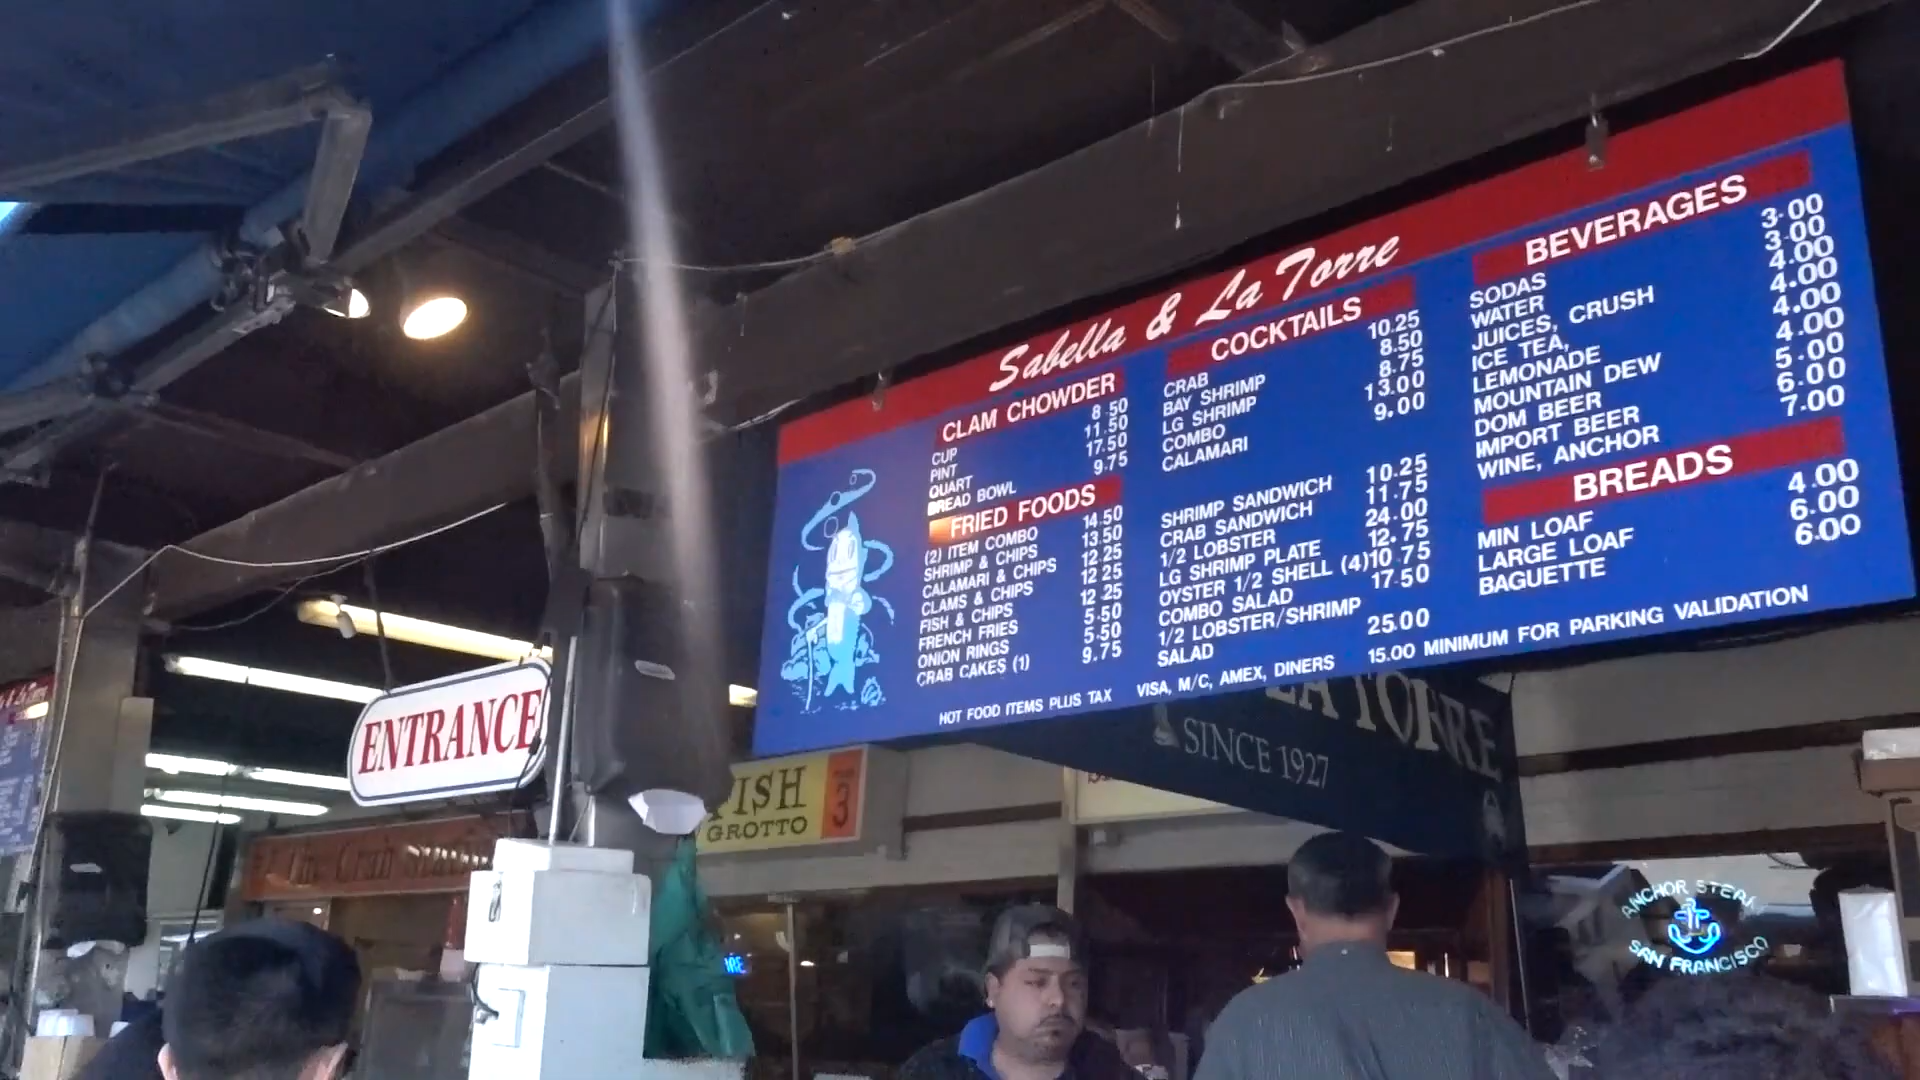 Sabella & La Torre
CLAM CHOWDER
CUP 8.50
PINT 11.50
QUART 17.50
BREAD BOWL 9.75
FRIED FOODS
(2) ITEM COMBO 14.50
SHRIMP & CHIPS 13.50
CALAMARI & CHIPS 12.25
CLAMS & CHIPS 12.25
FISH & CHIPS 12.25
FRENCH FRIES 5.50
ONION RINGS 5.50
CRAB CAKES (1) 9.75
COCKTAILS
CRAB 10.25
BAY SHRIMP 8.50
LG SHRIMP 8.75
COMBO 13.00
CALAMARI 9.00
SHRIMP SANDWICH 10.25
CRAB SANDWICH 11.75
1/2 LOBSTER 24.00
LG SHRIMP PLATE 12.75
OYSTER 1/2 SHELL (4) 10.75
COMBO SALAD 17.50
1/2 LOBSTER/SHRIMP
SALAD 25.00
BEVERAGES
SODAS 3.00
WATER 3.00
JUICES, CRUSH 4.00
ICE TEA, 4.00
LEMONADE 4.00
MOUNTAIN DEW 4.00
DOM BEER 5.00
IMPORT BEER 6.00
WINE, ANCHOR 7.00
BREADS
MIN LOAF 4.00
LARGE LOAF 6.00
BAGUETTE 6.00
HOT FOOD ITEMS PLUS TAX VISA, M/C, AMEX, DINERS 15.00 MINIMUM FOR PARKING VALIDATION
ENTRANCE
FISH
GROTTO
3
LA TORRE
SINCE 1927
The Crab Station
ANCHOR STEAM
SAN FRANCISCO